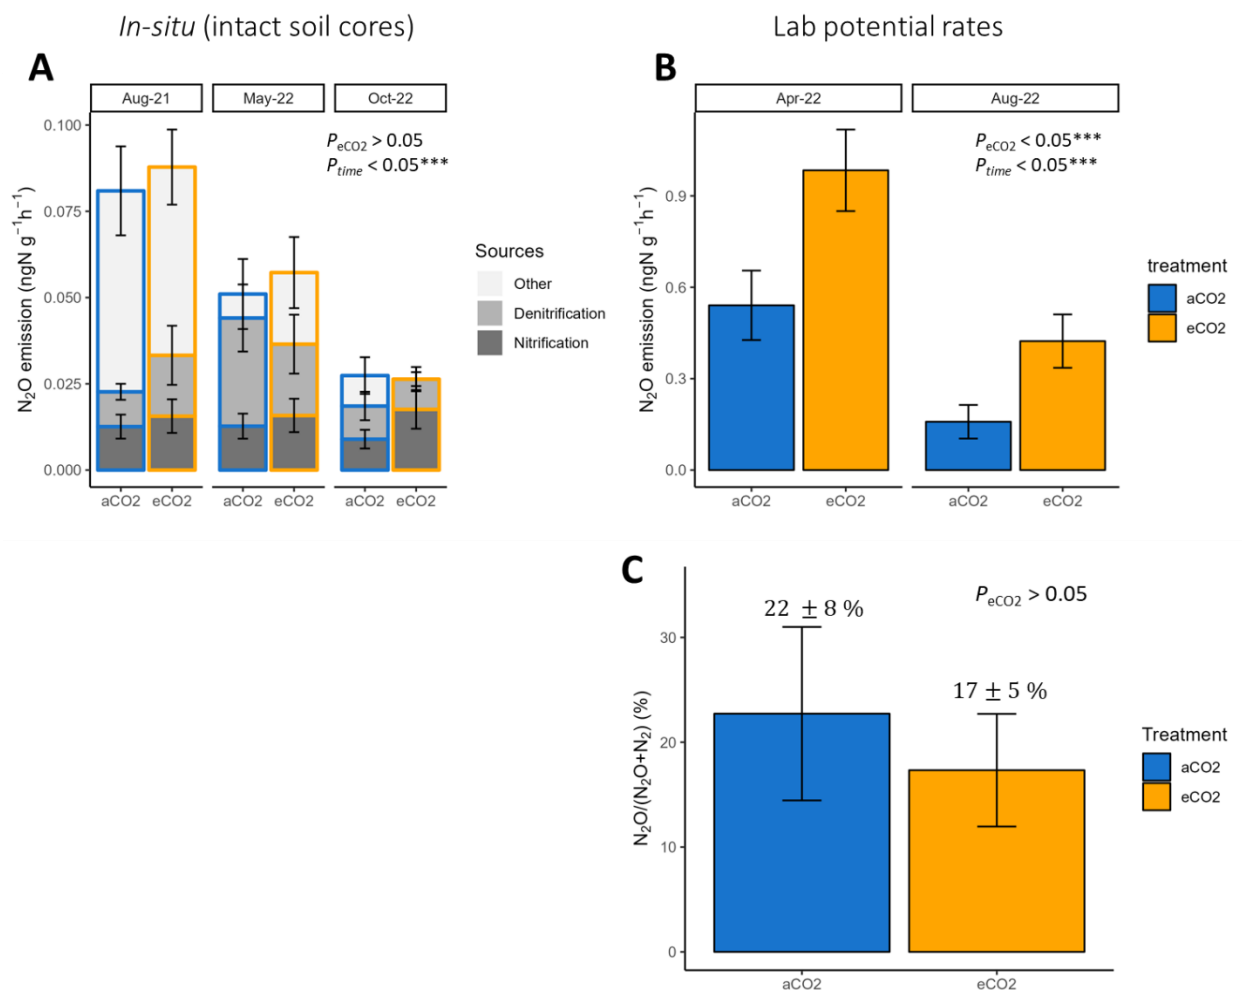 In-situ (intact soil cores)
Lab potential rates
A
Aug-21
May-22
Oct-22
PeCO2 > 0.05
Ptime < 0.05***
N₂O emission (ngN g⁻¹h⁻¹)
0.100
0.075
0.050
0.025
0.000
aCO2
eCO2
aCO2
eCO2
aCO2
eCO2
Sources
Other
Denitrification
Nitrification
B
Apr-22
Aug-22
PeCO2 < 0.05***
Ptime < 0.05***
N₂O emission (ngN g⁻¹h⁻¹)
0.9
0.6
0.3
0.0
aCO2
eCO2
aCO2
eCO2
treatment
aCO2
eCO2
C
PeCO2 > 0.05
22 ± 8 %
17 ± 5 %
N₂O/(N₂O+N₂) (%)
30
20
10
0
aCO2
eCO2
Treatment
aCO2
eCO2